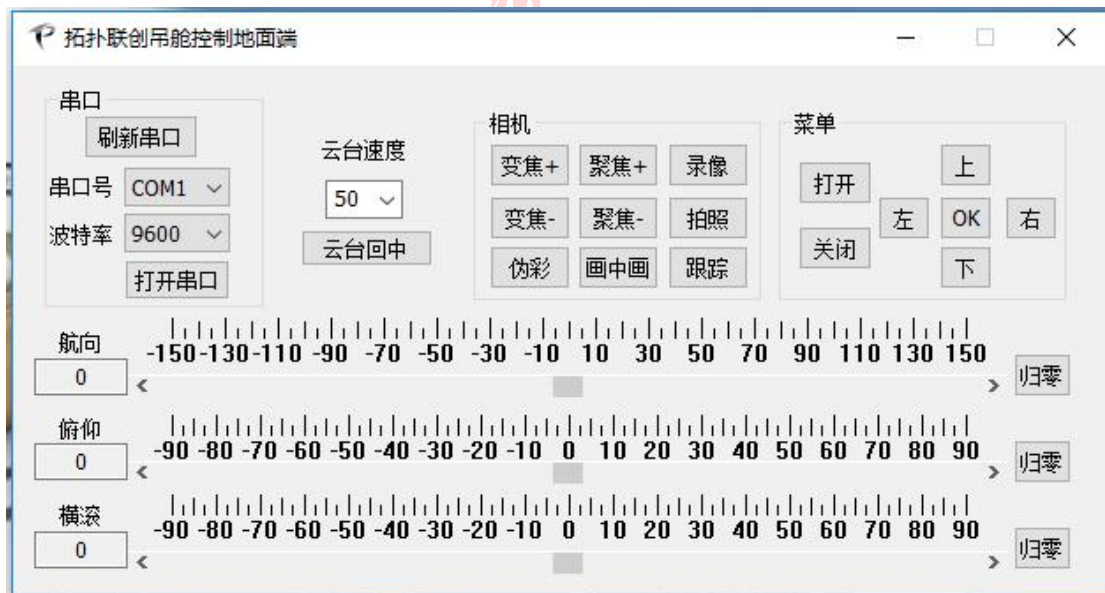 拓扑联创吊舱控制地面端
串口
刷新串口
串口号 COM1
波特率 9600
打开串口
云台速度
50
云台回中
相机
变焦+ 聚焦+ 录像
变焦- 聚焦- 拍照
伪彩 画中画 跟踪
菜单
打开 上
左 OK 右
关闭 下
航向 -150 -130 -110 -90 -70 -50 -30 -10 10 30 50 70 90 110 130 150
0 归零
俯仰 -90 -80 -70 -60 -50 -40 -30 -20 -10 0 10 20 30 40 50 60 70 80 90
0 归零
横滚 -90 -80 -70 -60 -50 -40 -30 -20 -10 0 10 20 30 40 50 60 70 80 90
0 归零